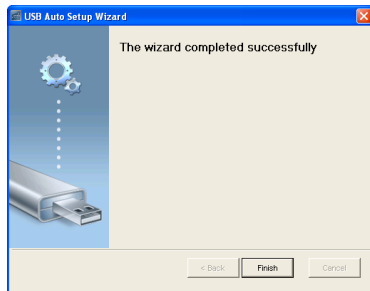 USB Auto Setup Wizard
The wizard completed successfully
< Back
Finish
Cancel